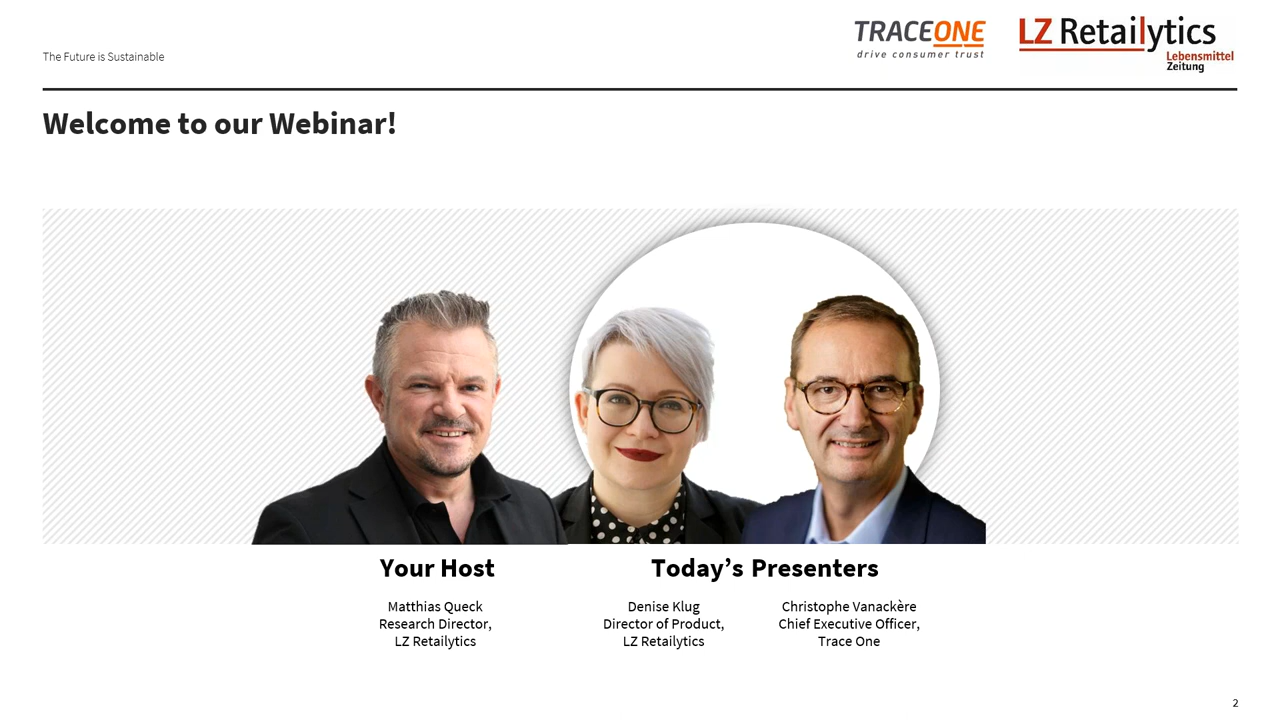 The Future is Sustainable
TRACEONE
drive consumer trust
LZ Retailytics
Lebensmittel
Zeitung
Welcome to our Webinar!
Your Host
Matthias Queck
Research Director,
LZ Retailytics
Today’s Presenters
Denise Klug
Director of Product,
LZ Retailytics
Christophe Vanackère
Chief Executive Officer,
Trace One
2